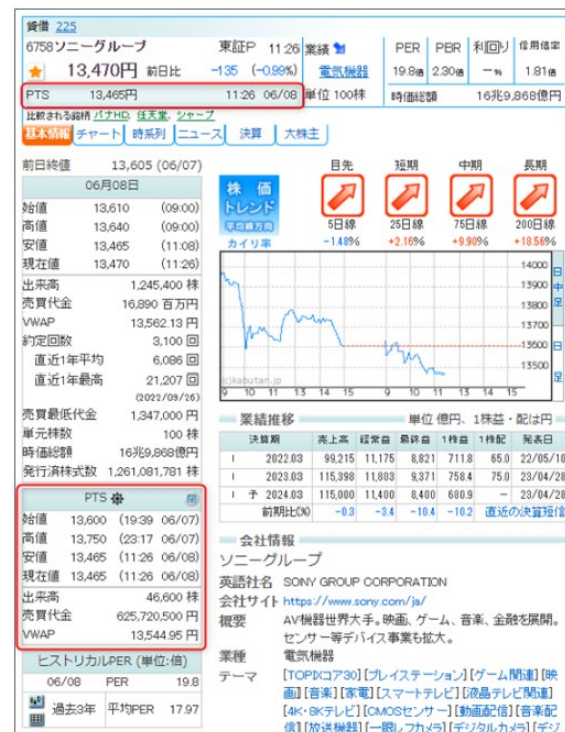 貸借 225
6758ソニーグループ 東証P 11:26 業績
13,470円 前日比 -135 (-0.99%) 電気機器
PER PBR 利回り 信用倍率
19.8倍 2.30倍 -% 1.81倍
PTS 13,465円 11:26 06/08 単位 100株 時価総額 16兆9,868億円
比較される銘柄 パナHD, 任天堂, シャープ
基本情報 チャート 時系列 ニュース 決算 大株主
前日終値 13,605 (06/07)
06月08日
始値 13,610 (09:00)
高値 13,640 (09:00)
安値 13,465 (11:08)
現在値 13,470 (11:26)
出来高 1,245,400 株
売買代金 16,890 百万円
VWAP 13,562.13 円
約定回数 3,100 回
直近1年平均 6,086 回
直近1年最高 21,207 回
(2022/09/26)
売買最低代金 1,347,000 円
単元株数 100 株
時価総額 16兆9,868億円
発行済株式数 1,261,081,781 株
PTS
始値 13,600 (19:39 06/07)
高値 13,750 (23:17 06/07)
安値 13,465 (11:26 06/08)
現在値 13,465 (11:26 06/08)
出来高 46,600 株
売買代金 625,720,500 円
VWAP 13,544.95 円
ヒストリカルPER (単位:倍)
06/08 PER 19.8
過去3年 平均PER 17.97
株価
トレンド
平均線方向
カイリ率
目先 短期 中期 長期
5日線 25日線 75日線 200日線
-1.48% +2.16% +9.90% +18.56%
14000
13900
13800
13700
13600
13500
日
中
足
日
足
(c)kabutan.jp
9 10 11 13 14 15 9 10 11 13 14 15
業績推移 単位 億円、1株益・配は円
決算期 売上高 経常益 最終益 1株益 1株配 発表日
I 2022.03 99,215 11,175 8,821 711.8 65.0 22/05/10
I 2023.03 115,398 11,803 9,371 758.4 75.0 23/04/28
I 予 2024.03 115,000 11,400 8,400 680.9 - 23/04/28
前期比(%) -0.3 -3.4 -10.4 -10.2 直近の決算短信
会社情報
ソニーグループ
英語社名 SONY GROUP CORPORATION
会社サイト https://www.sony.com/ja/
概要 AV機器世界大手。映画、ゲーム、音楽、金融を展開。
センサー等デバイス事業も拡大。
業種 電気機器
テーマ [TOPIXコア30][プレイステーション][ゲーム関連][映
画][音楽][家電][スマートテレビ][液晶テレビ関連]
[4K・8Kテレビ][CMOSセンサー][動画配信][音楽配
信][放送機器][一眼レフカメラ][デジタルカメラ][デジ